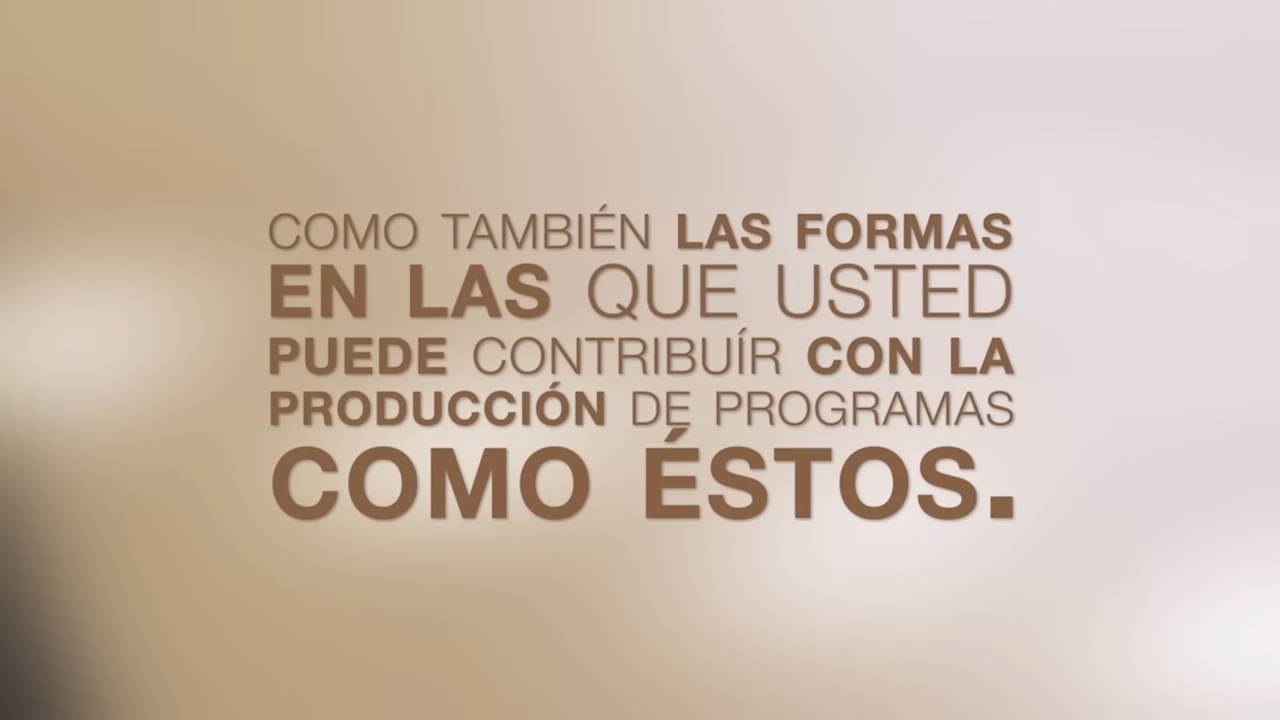 COMO TAMBIÉN LAS FORMAS
EN LAS QUE USTED
PUEDE CONTRIBUÍR CON LA
PRODUCCIÓN DE PROGRAMAS
COMO ÉSTOS.